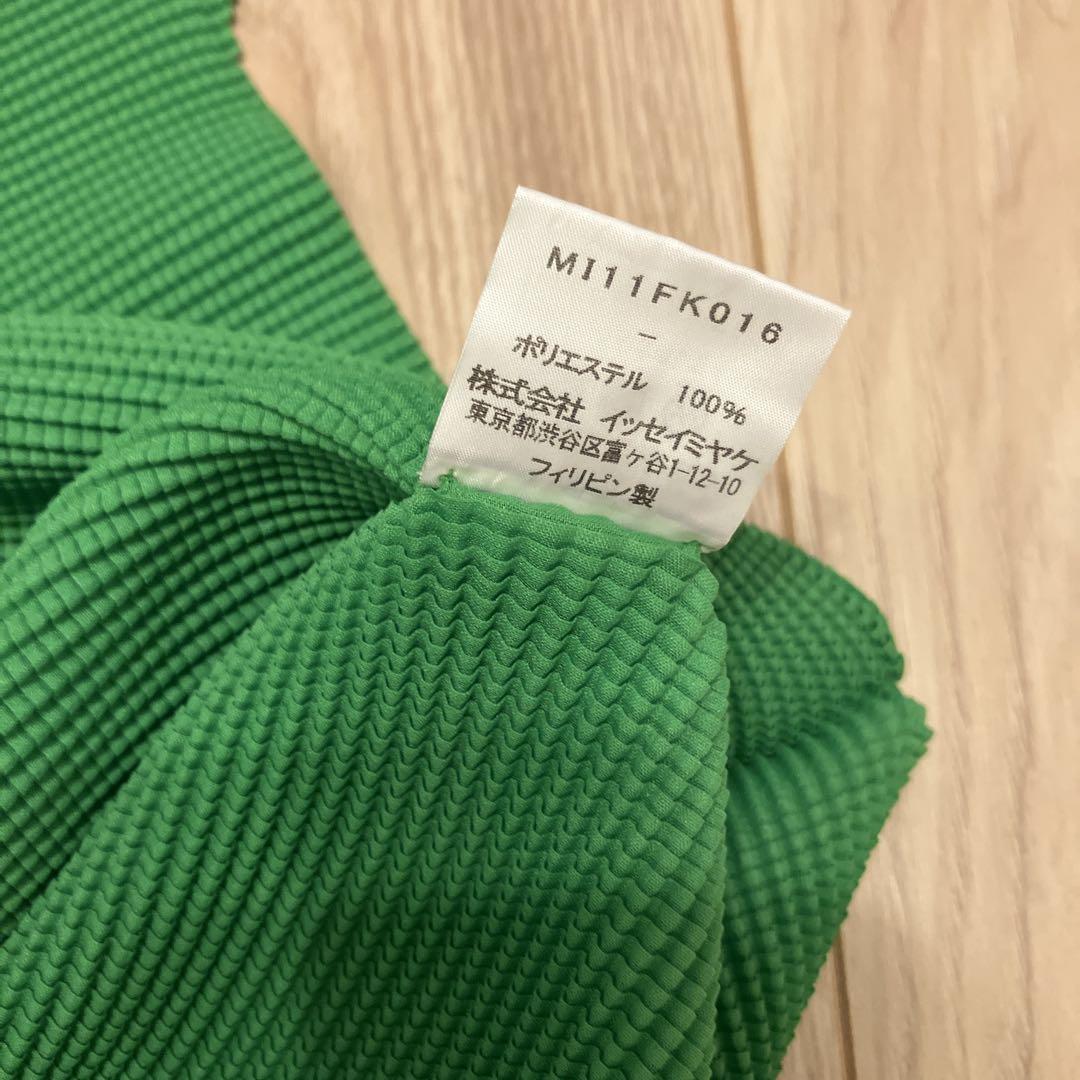 MI11FK016
-
ポリエステル 100%
株式会社 イッセイミヤケ
東京都渋谷区富ヶ谷1-12-10
フィリピン製